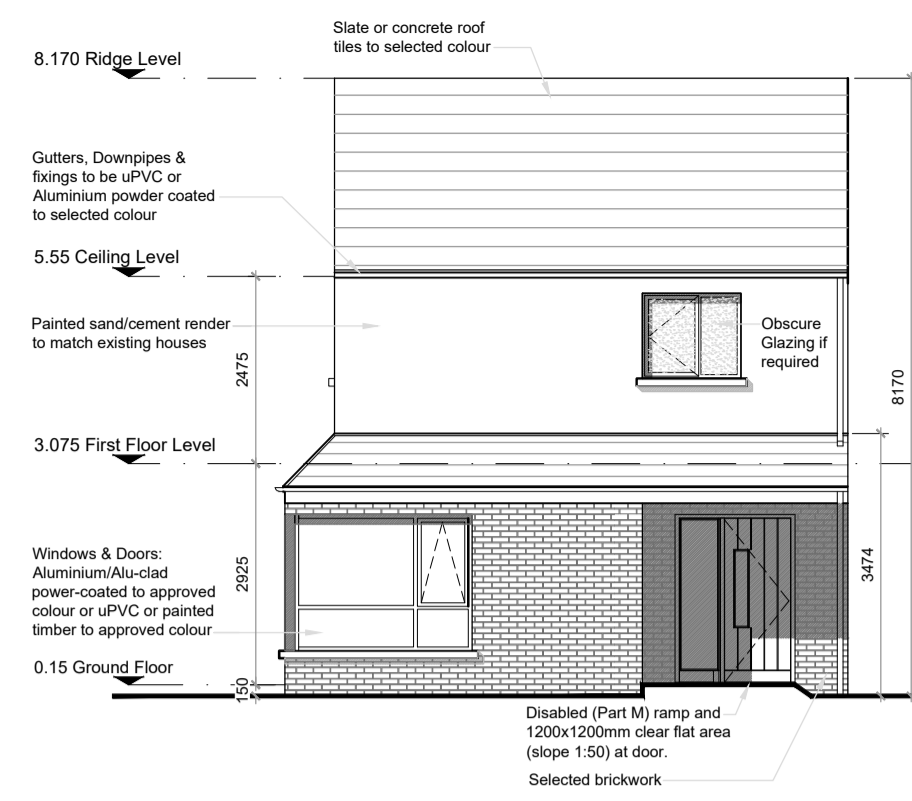 Slate or concrete roof
tiles to selected colour
8.170 Ridge Level
Gutters, Downpipes &
fixings to be uPVC or
Aluminium powder coated
to selected colour
5.55 Ceiling Level
Painted sand/cement render
to match existing houses
Obscure
Glazing if
required
2475
8170
3.075 First Floor Level
Windows & Doors:
Aluminium/Alu-clad
power-coated to approved
colour or uPVC or painted
timber to approved colour
2925
3474
0.15 Ground Floor
150
Disabled (Part M) ramp and
1200x1200mm clear flat area
(slope 1:50) at door.
Selected brickwork